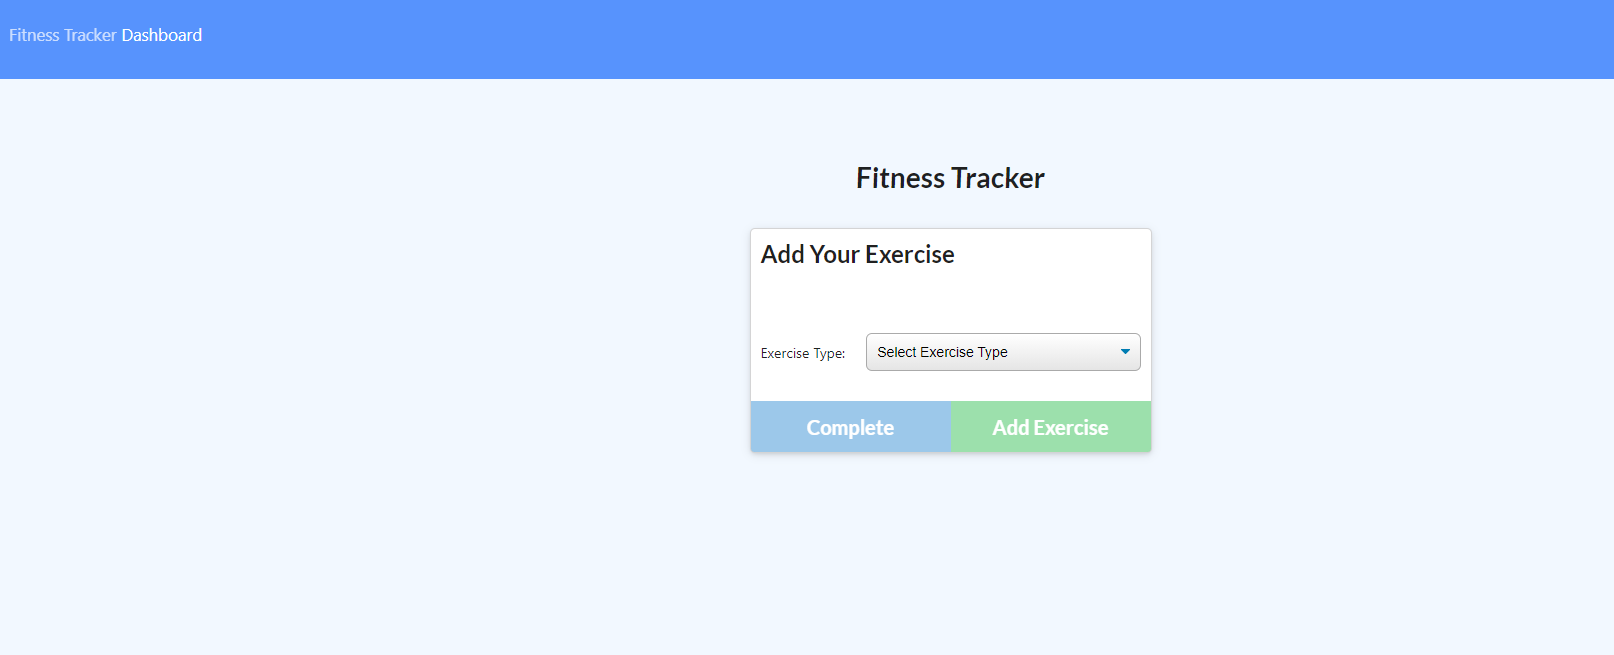 Fitness Tracker Dashboard
Fitness Tracker
Add Your Exercise
Exercise Type: Select Exercise Type
Complete Add Exercise